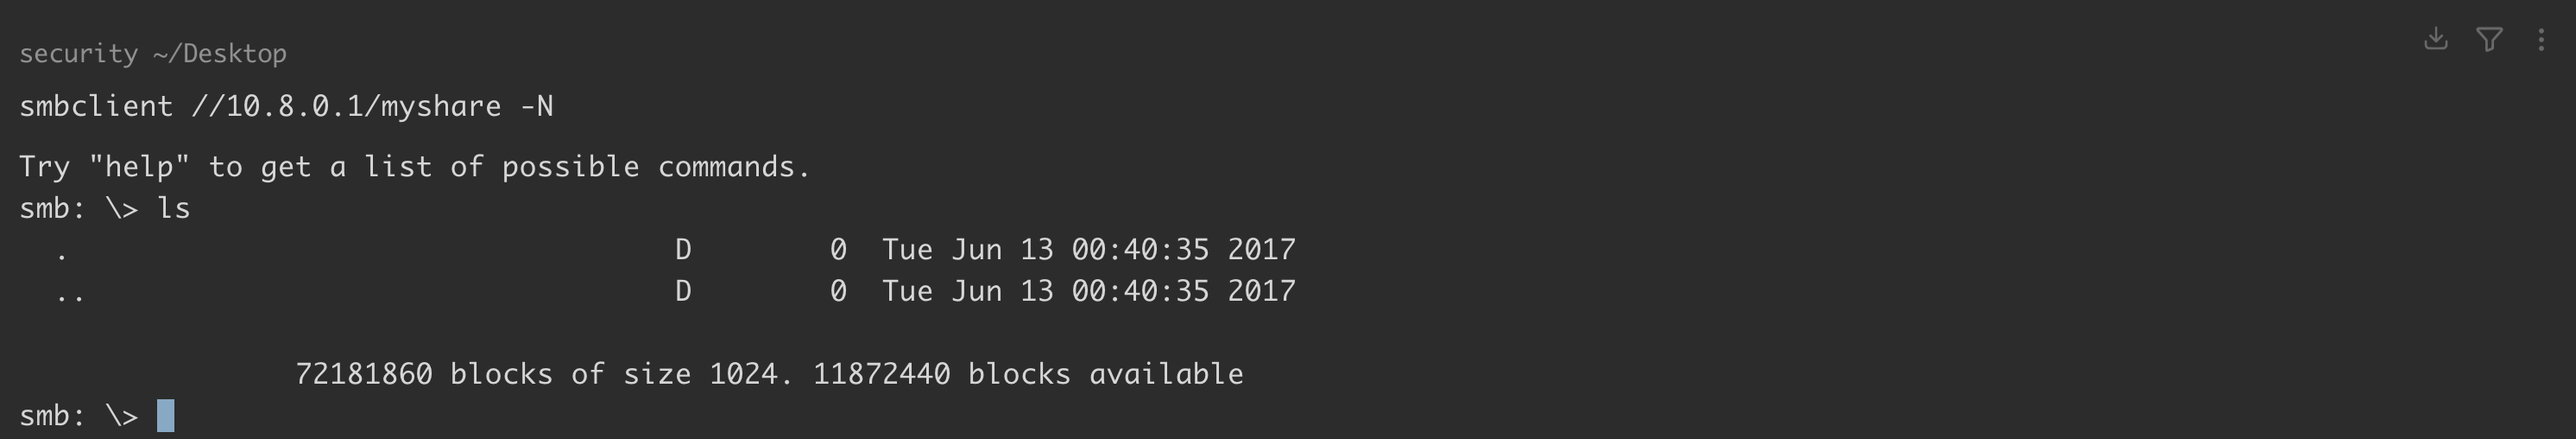 security ~/Desktop
smbclient //10.8.0.1/myshare -N
Try "help" to get a list of possible commands.
smb: \> ls
  .                                   D        0  Tue Jun 13 00:40:35 2017
  ..                                  D        0  Tue Jun 13 00:40:35 2017

                72181860 blocks of size 1024. 11872440 blocks available
smb: \>